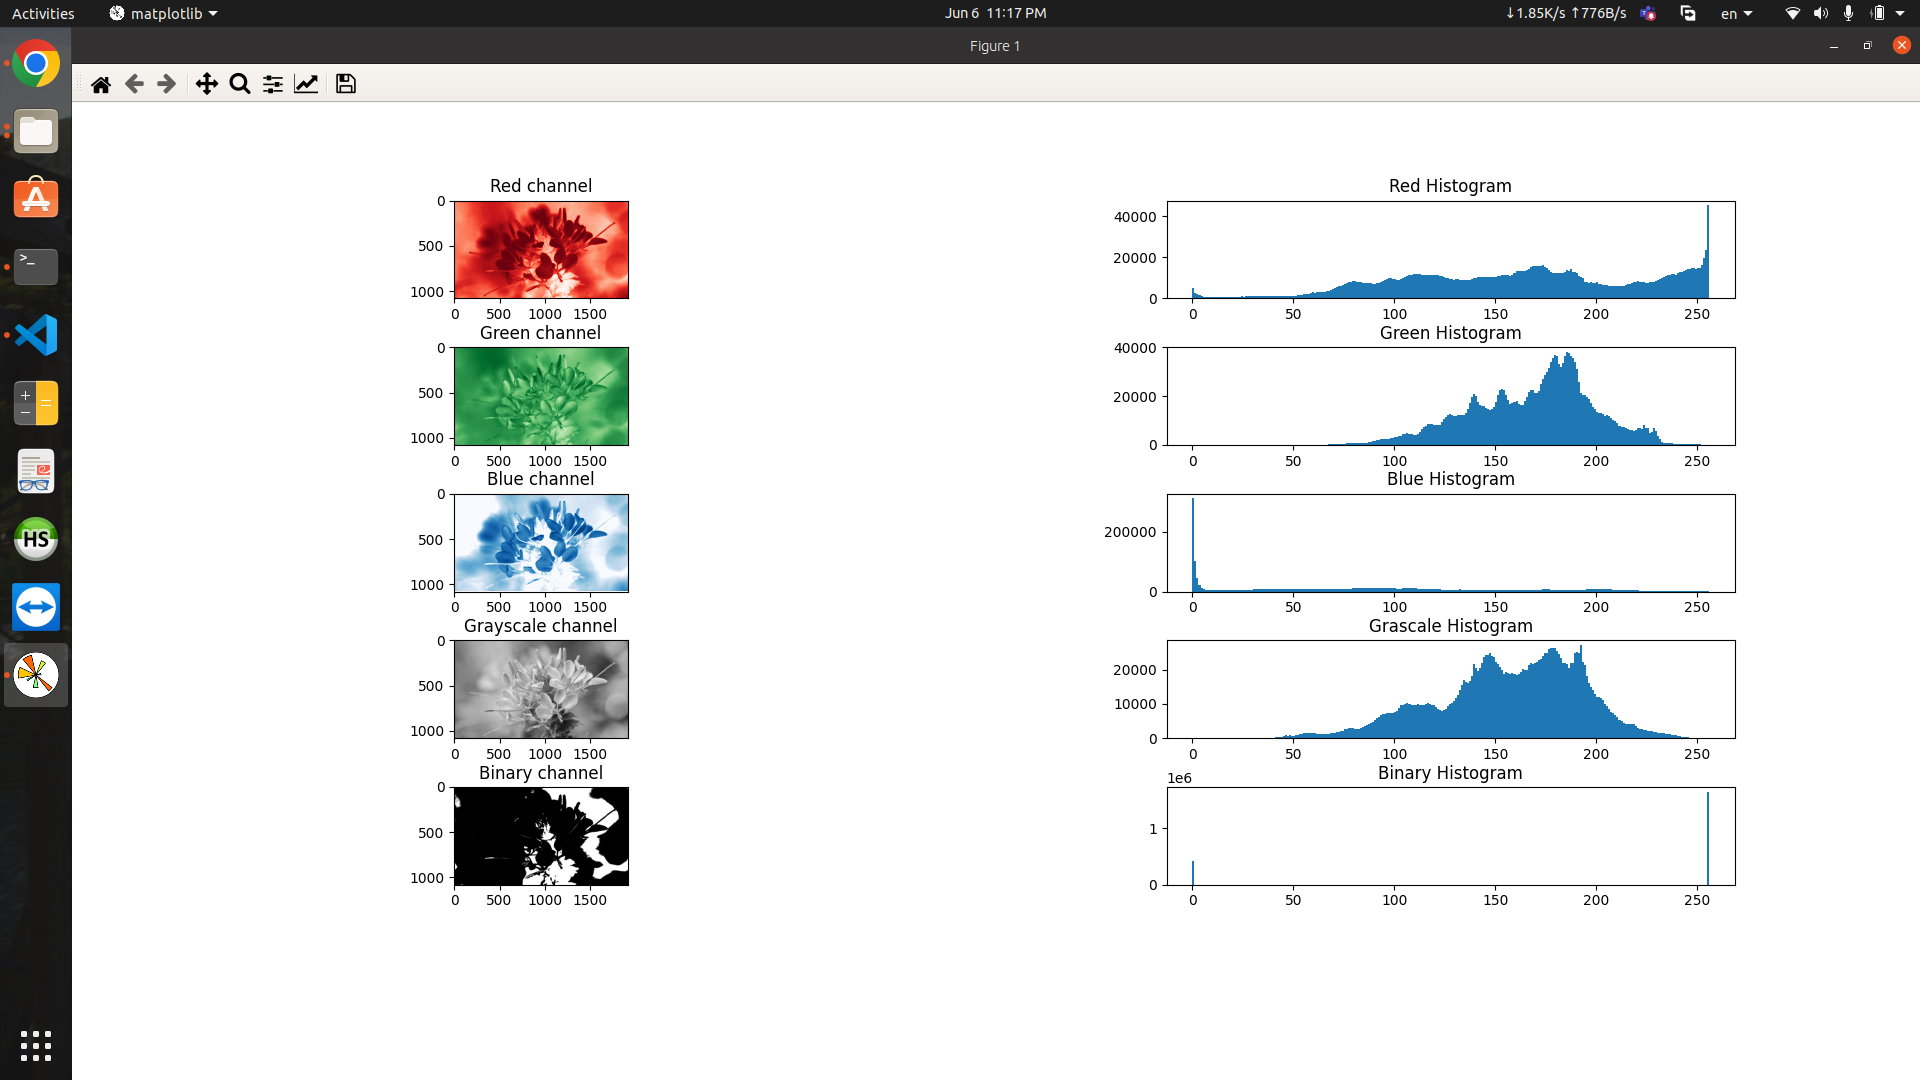 Activities matplotlib Jun 6 11:17 PM ↓1.85K/s ↑776B/s en
Figure 1
Red channel
0
500
1000
0 500 1000 1500
Red Histogram
40000
20000
0
0 50 100 150 200 250
Green channel
0
500
1000
0 500 1000 1500
Green Histogram
40000
20000
0
0 50 100 150 200 250
Blue channel
0
500
1000
0 500 1000 1500
Blue Histogram
200000
0
0 50 100 150 200 250
Grayscale channel
0
500
1000
0 500 1000 1500
Grascale Histogram
20000
10000
0
0 50 100 150 200 250
Binary channel
0
500
1000
0 500 1000 1500
Binary Histogram
1e6
1
0
0 50 100 150 200 250
>_
HS